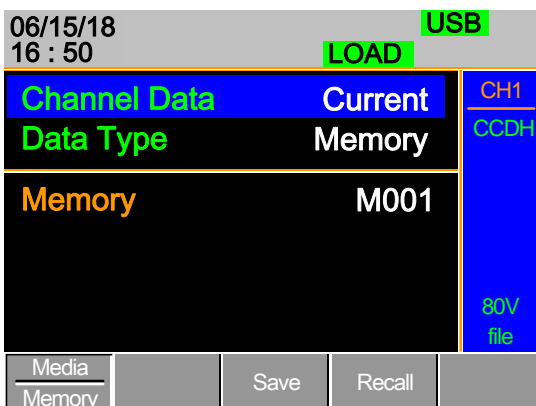 06/15/18
16 : 50
USB
LOAD
Channel Data Current
Data Type Memory
Memory M001
CH1
CCDH
80V
file
Media
Memory
Save
Recall